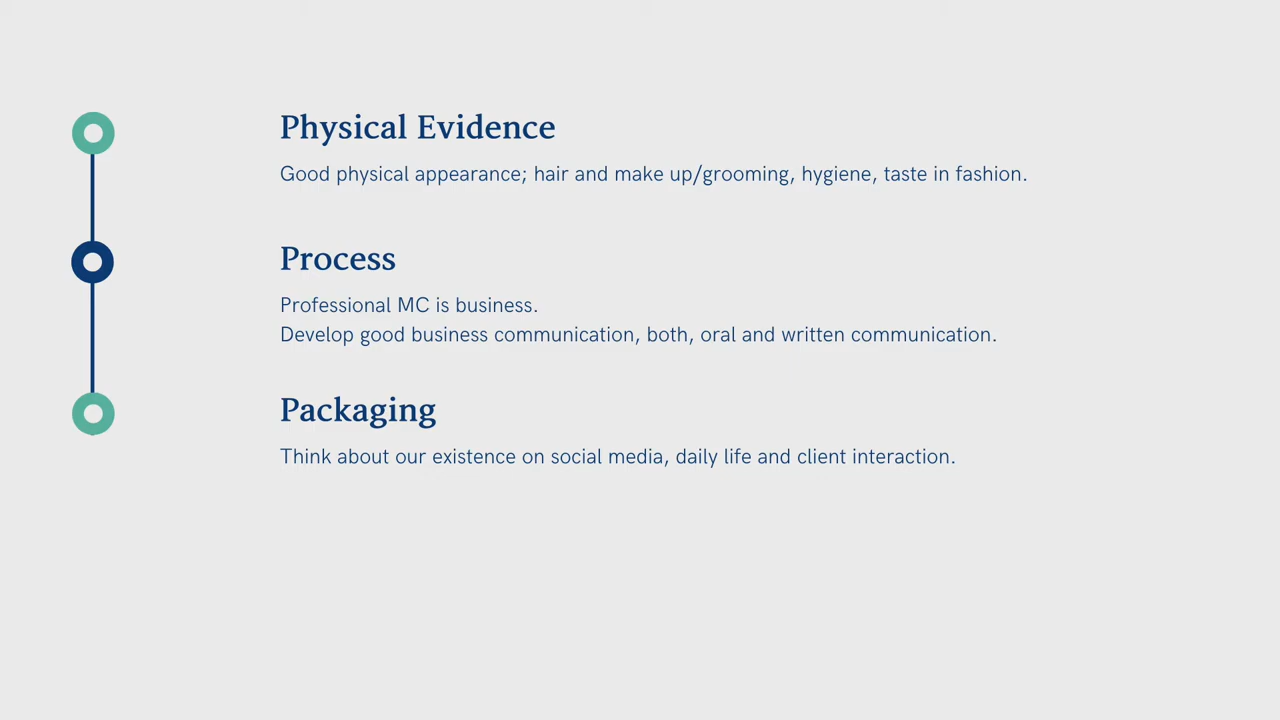 Physical Evidence
Good physical appearance; hair and make up/grooming, hygiene, taste in fashion.
Process
Professional MC is business.
Develop good business communication, both, oral and written communication.
Packaging
Think about our existence on social media, daily life and client interaction.